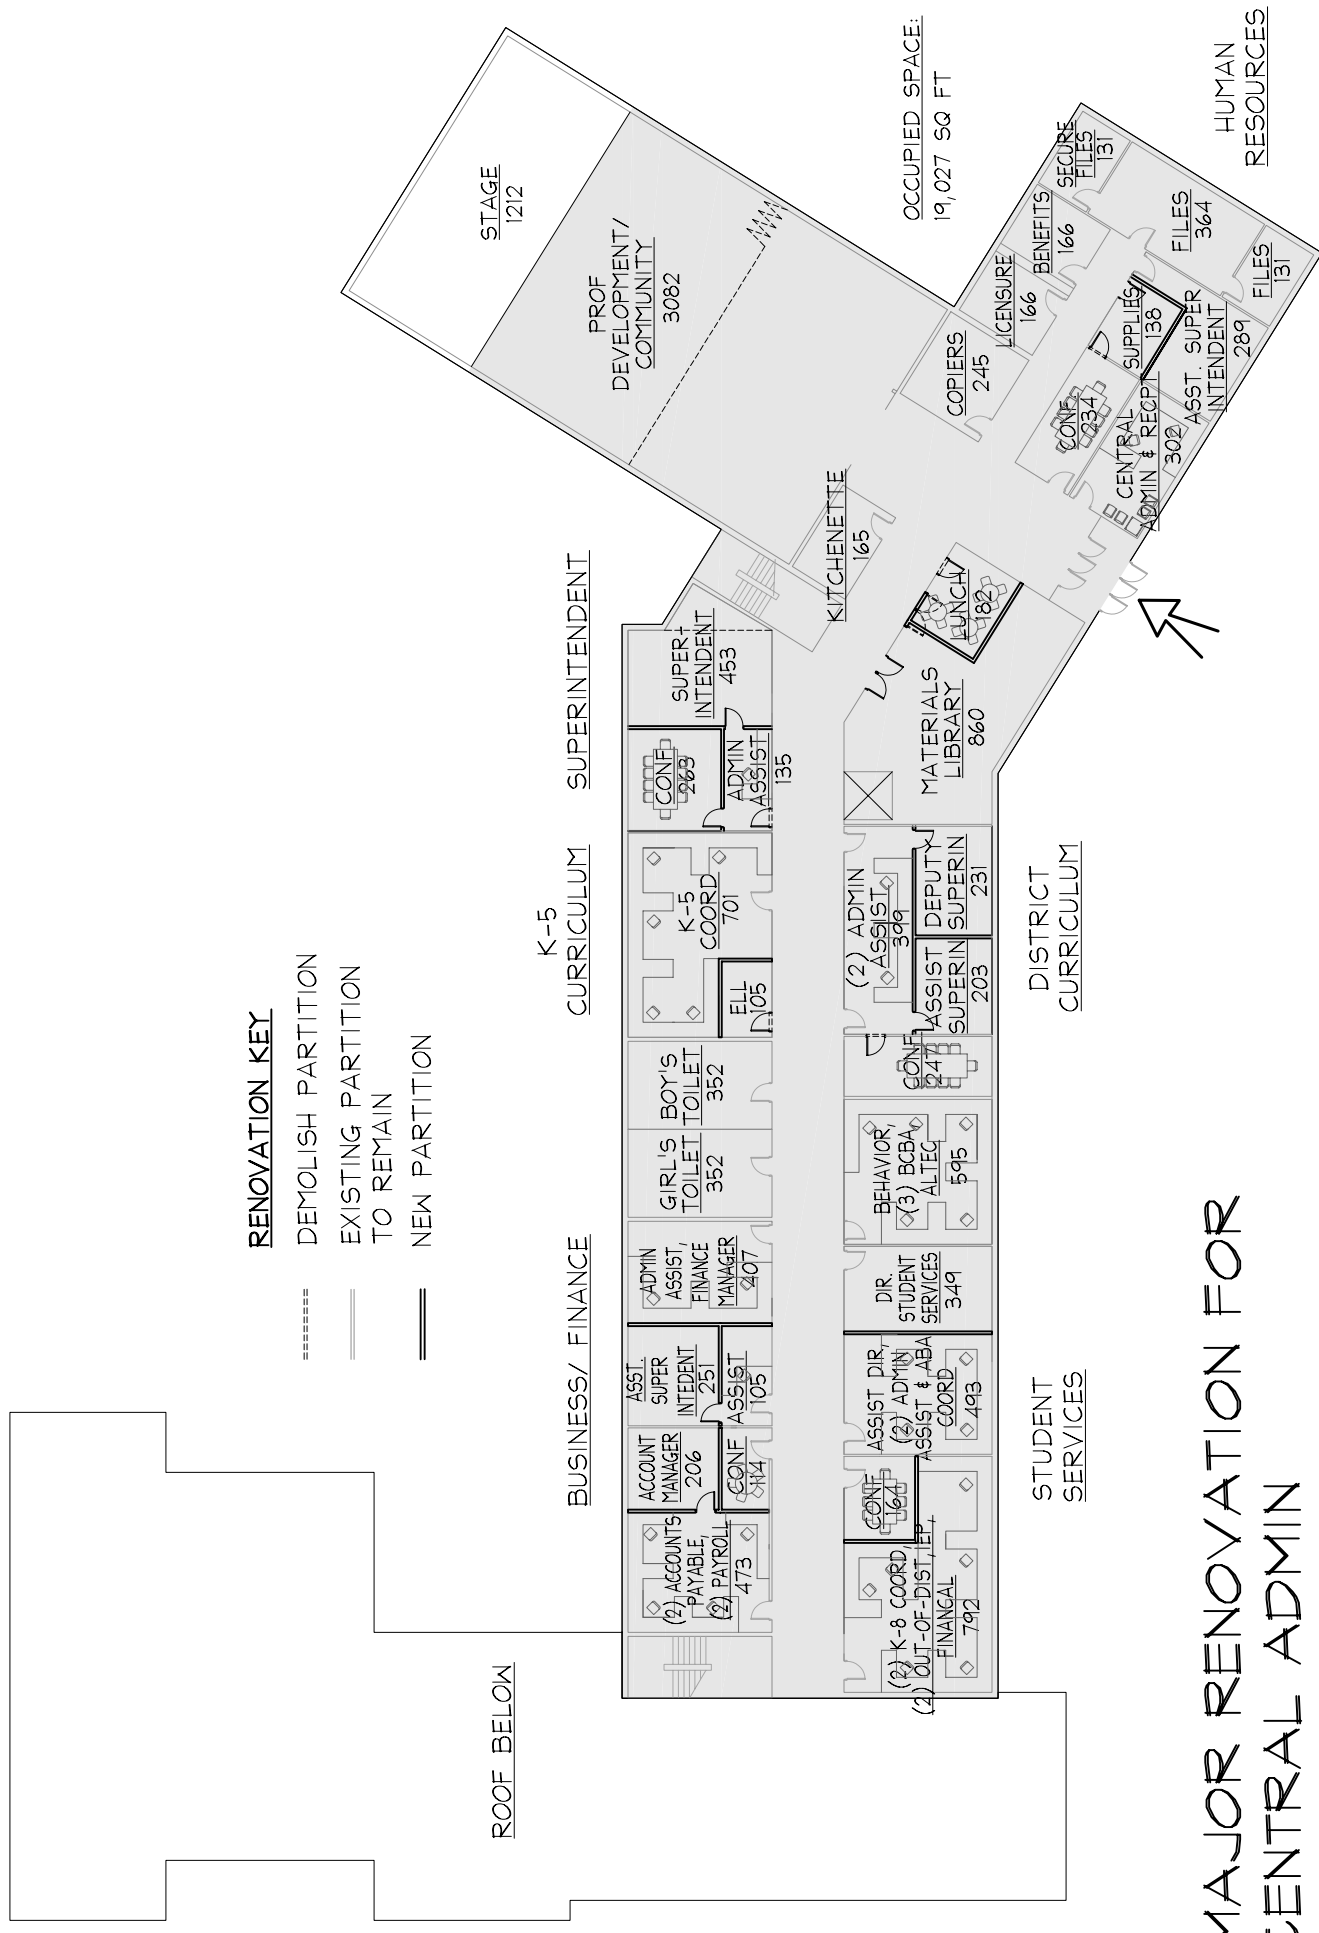 STAGE
1212
PROF
DEVELOPMENT/
COMMUNITY
3082
OCCUPIED SPACE:
19,027 SQ FT
HUMAN
RESOURCES
SECURE
FILES
131
BENEFITS
166
FILES
364
FILES
131
LICENSURE
166
SUPPLIES
138
ASST. SUPER
INTENDENT
289
COPIERS
245
CONF
234
CENTRAL
ADMIN & RECPT
302
KITCHENETTE
165
LUNCH
182
MATERIALS
LIBRARY
860
SUPERINTENDENT
SUPER-
INTENDENT
453
CONF
263
ADMIN
ASSIST
135
K-5
CURRICULUM
K-5
COORD
701
ELL
105
(2) ADMIN
ASSIST
399
DEPUTY
SUPERIN
231
ASSIST
SUPERIN
203
DISTRICT
CURRICULUM
RENOVATION KEY
DEMOLISH PARTITION
EXISTING PARTITION
TO REMAIN
NEW PARTITION
BOY'S
TOILET
352
GIRL'S
TOILET
352
CONF
247
BEHAVIOR,
(3) BCBA,
ALTEC
595
BUSINESS/ FINANCE
ADMIN
ASSIST,
FINANCE
MANAGER
407
ASST.
SUPER
INTEDENT
251
ASSIST
105
ACCOUNT
MANAGER
206
CONF
114
(2) ACCOUNTS
PAYABLE,
(2) PAYROLL
473
DIR.
STUDENT
SERVICES
349
ASSIST DIR,
(2) ADMIN
ASSIST & ABA
COORD
493
CONF
164
(2) K-8 COORD,
(2) OUT-OF-DIST, IEP,
FINANCAL
792
STUDENT
SERVICES
ROOF BELOW
MAJOR RENOVATION FOR
CENTRAL ADMIN